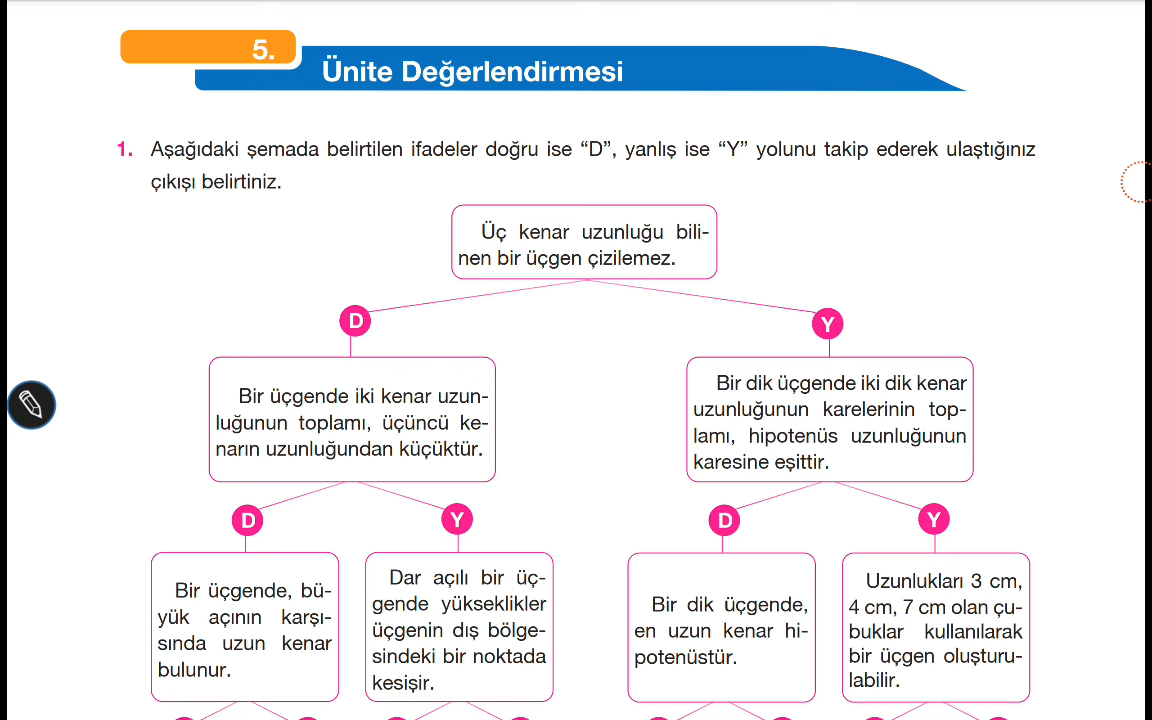 5.
Ünite Değerlendirmesi
1. Aşağıdaki şemada belirtilen ifadeler doğru ise “D”, yanlış ise “Y” yolunu takip ederek ulaştığınız
çıkışı belirtiniz.
Üç kenar uzunluğu bili-
nen bir üçgen çizilemez.
D
Y
Bir üçgende iki kenar uzun-
luğunun toplamı, üçüncü ke-
narın uzunluğundan küçüktür.
Bir dik üçgende iki dik kenar
uzunluğunun karelerinin top-
lamı, hipotenüs uzunluğunun
karesine eşittir.
D
Y
D
Y
Bir üçgende, bü-
yük açının karşı-
sında uzun kenar
bulunur.
Dar açılı bir üç-
gende yükseklikler
üçgenin dış bölge-
sindeki bir noktada
kesişir.
Bir dik üçgende,
en uzun kenar hi-
potenüstür.
Uzunlukları 3 cm,
4 cm, 7 cm olan çu-
buklar kullanılarak
bir üçgen oluşturu-
labilir.